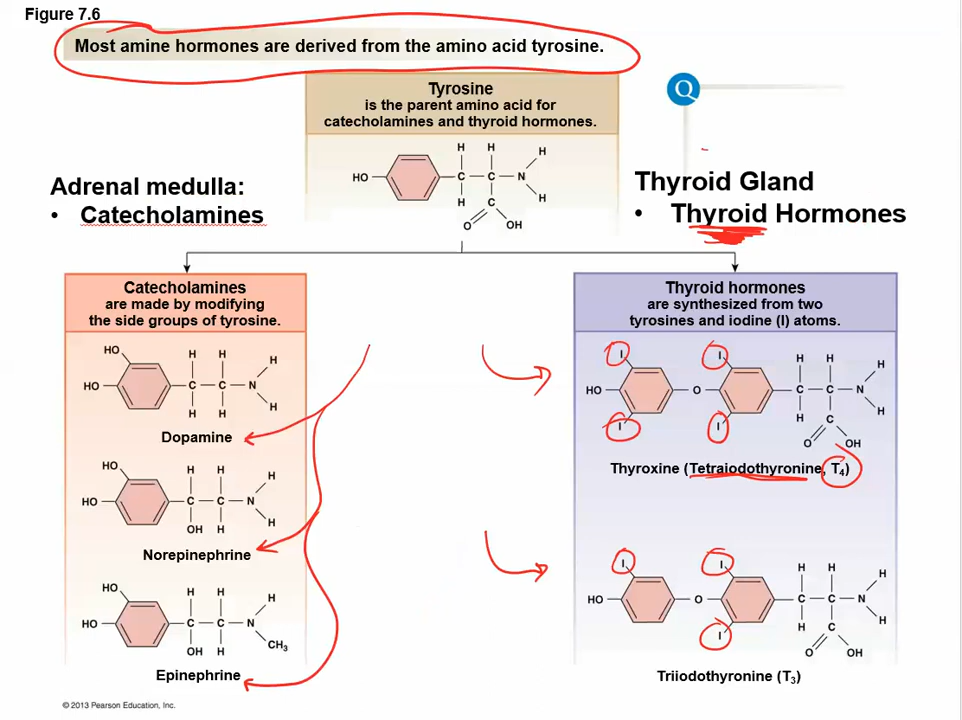 Figure 7.6
Most amine hormones are derived from the amino acid tyrosine.
Tyrosine
is the parent amino acid for
catecholamines and thyroid hormones.
Q
H H H
HO C C N
H C H
O OH
Adrenal medulla:
• Catecholamines
Thyroid Gland
• Thyroid Hormones
Catecholamines
are made by modifying
the side groups of tyrosine.
HO H H H
HO C C N
H H H
Dopamine
HO H H H
HO C C N
OH H H
Norepinephrine
HO H H H
HO C C N
OH H CH3
Epinephrine
Thyroid hormones
are synthesized from two
tyrosines and iodine (I) atoms.
I I H H H
HO O C C N
I I H C H
O OH
Thyroxine (Tetraiodothyronine, T4)
I I H H H
HO O C C N
I H C H
O OH
Triiodothyronine (T3)
© 2013 Pearson Education, Inc.